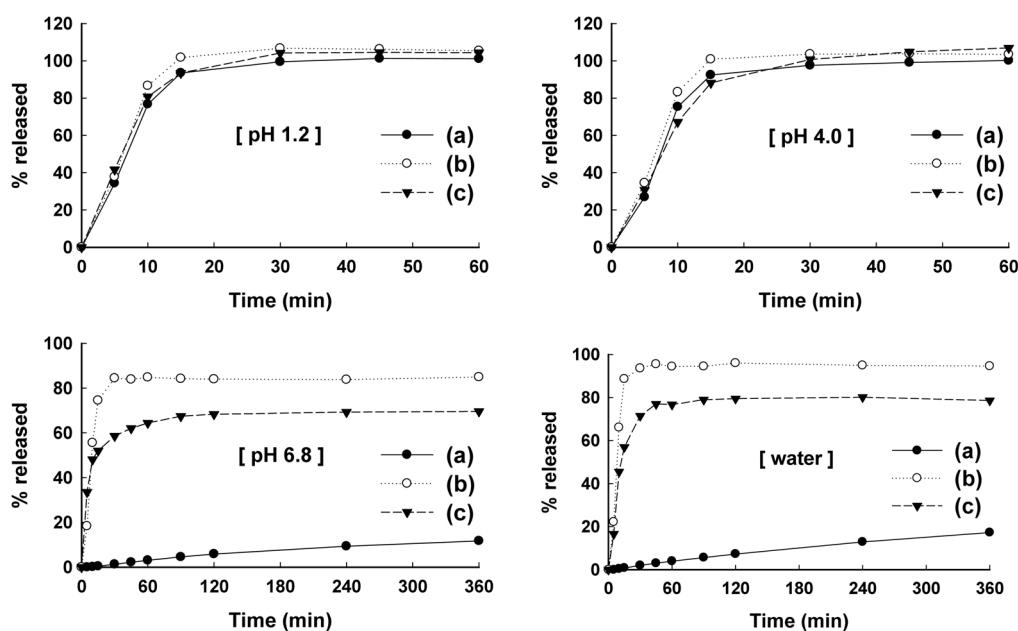 120
100
80
60
40
20
0
% released
[ pH 1.2 ]
(a)
(b)
(c)
0 10 20 30 40 50 60
Time (min)
120
100
80
60
40
20
0
% released
[ pH 4.0 ]
(a)
(b)
(c)
0 10 20 30 40 50 60
Time (min)
100
80
60
40
20
0
% released
[ pH 6.8 ]
(a)
(b)
(c)
0 60 120 180 240 300 360
Time (min)
100
80
60
40
20
0
% released
[ water ]
(a)
(b)
(c)
0 60 120 180 240 300 360
Time (min)